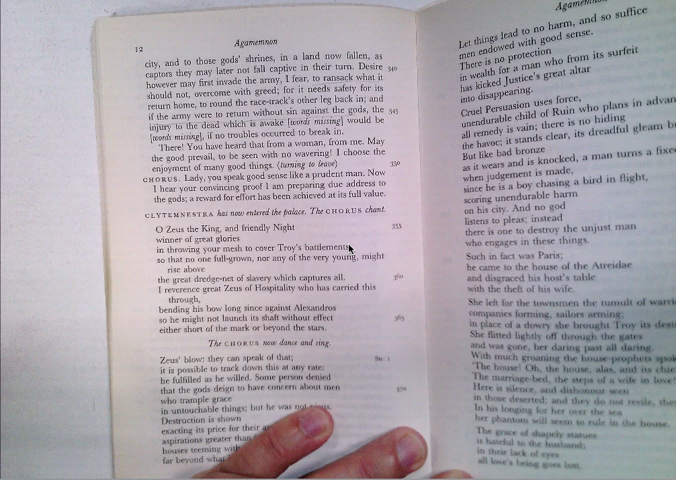 12
Agamemnon
city, and to those gods' shrines, in a land now fallen, as
captors they may later not fall captive in their turn. Desire 340
however may first invade the army, I fear, to ransack what it
should not, overcome with greed; for it needs safety for its
return home, to round the race-track's other leg back in; and
if the army were to return without sin against the gods, the 345
injury to the dead which is awake [words missing] would be
[words missing], if no troubles occurred to break in.
There! You have heard that from a woman, from me. May
the good prevail, to be seen with no wavering! I choose the
enjoyment of many good things. (turning to leave) 350
CHORUS. Lady, you speak good sense like a prudent man. Now
I hear your convincing proof I am preparing due address to
the gods; a reward for effort has been achieved at its full value.
CLYTEMNESTRA has now entered the palace. The CHORUS chant.
O Zeus the King, and friendly Night 355
winner of great glories
in throwing your mesh to cover Troy's battlements,
so that no one full-grown, nor any of the very young, might
rise above
the great dredge-net of slavery which captures all. 360
I reverence great Zeus of Hospitality who has carried this
through,
bending his bow long since against Alexandros
so he might not launch its shaft without effect 365
either short of the mark or beyond the stars.
The CHORUS now dance and sing.
Zeus' blow: they can speak of that; Str. 1
it is possible to track down this at any rate;
he fulfilled as he willed. Some person denied
that the gods deign to have concern about men 370
who trample grace
in untouchable things; but he was not pious.
Destruction is shown
exacting its price for their
aspirations greater than
houses teeming with
far beyond what
Agamemnon
Let things lead to no harm, and so suffice
men endowed with good sense.
There is no protection
in wealth for a man who from its surfeit
has kicked Justice's great altar
into disappearing.
Cruel Persuasion uses force,
unendurable child of Ruin who plans in
all remedy is vain; there is no hiding
the havoc; it stands clear, its dreadful gleam
But like bad bronze
as it wears and is knocked, a man turns a
when judgement is made,
since he is a boy chasing a bird in flight,
scoring unendurable harm
on his city. And no god
listens to pleas; instead
there is one to destroy the unjust man
who engages in these things.
Such in fact was Paris;
he came to the house of the Atreidae
and disgraced his host's table
with the theft of his wife.
She left for the townsmen the tumult of
companies forming, sailors arming;
in place of a dowry she brought Troy its
She flitted lightly off through the gates
and was gone, her daring past all daring.
With much groaning the house-prophets
'The house! Oh, the house, alas, and its
The marriage-bed, the steps of a wife in
Here is silence, and dishonour seen
in those deserted; and they do not revile,
In his longing for her over the sea
her phantom will seem to rule in the house.
The grace of shapely statues
is hateful to the husband;
in their lack of eyes
all love's being goes lost.